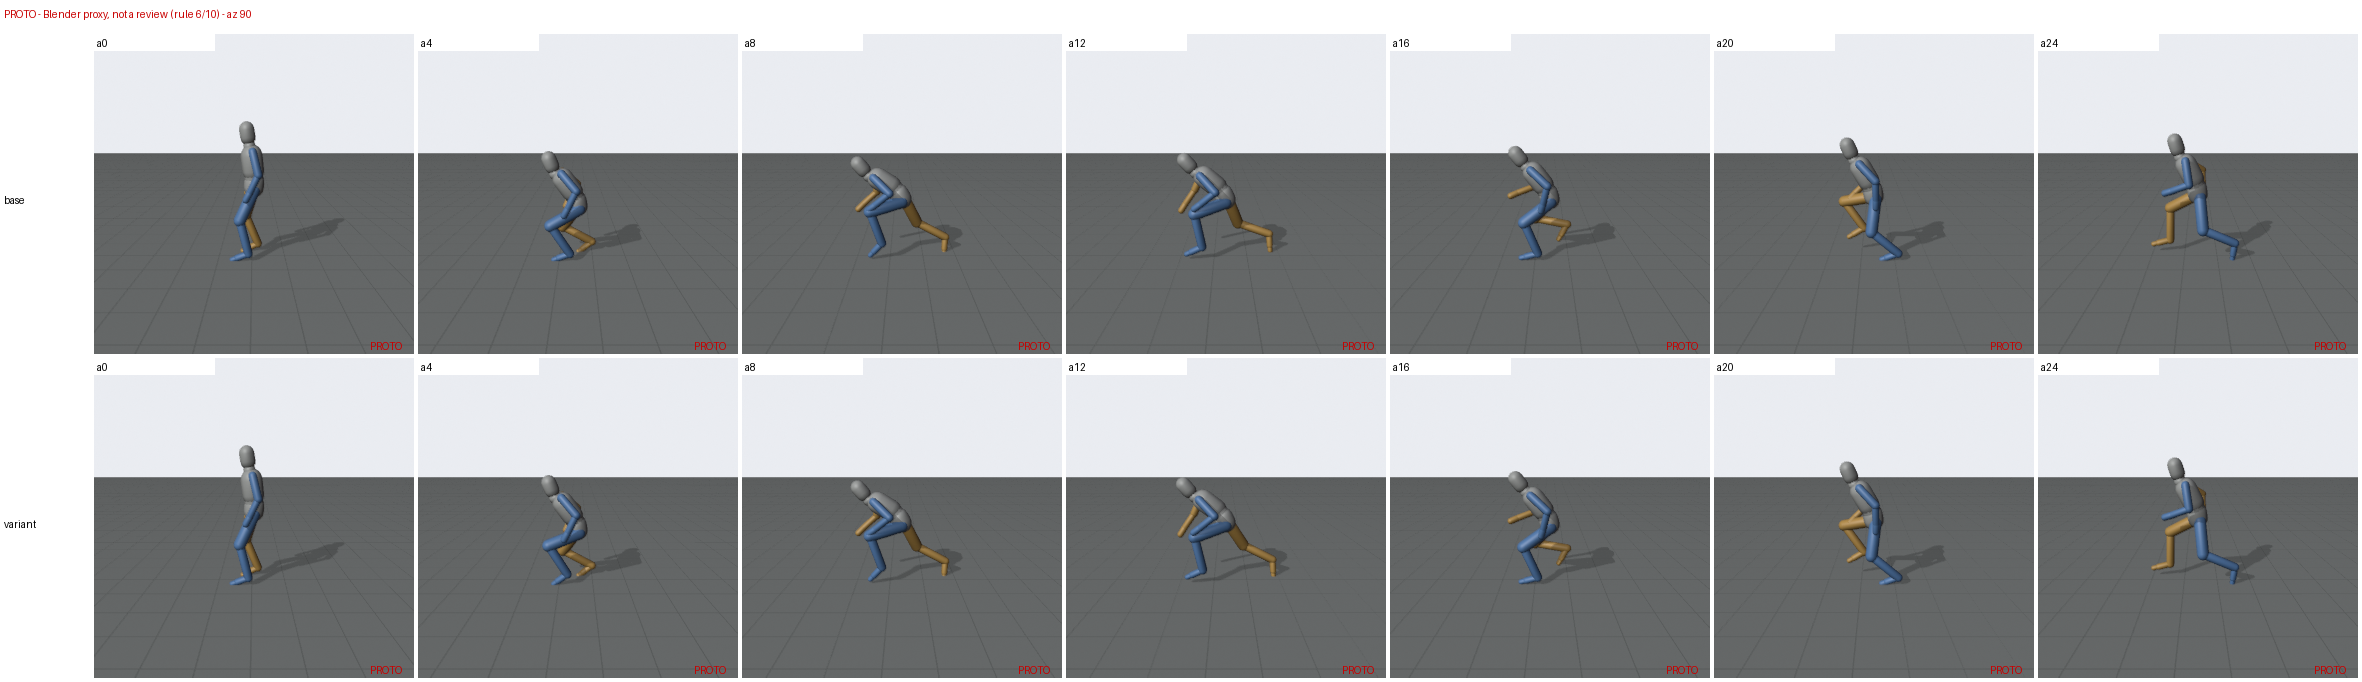 PROTO - Blender proxy, not a review (rule 6/10) - az 90
a0 a4 a8 a12 a16 a20 a24
base
PROTO PROTO PROTO PROTO PROTO PROTO PROTO
a0 a4 a8 a12 a16 a20 a24
variant
PROTO PROTO PROTO PROTO PROTO PROTO PROTO